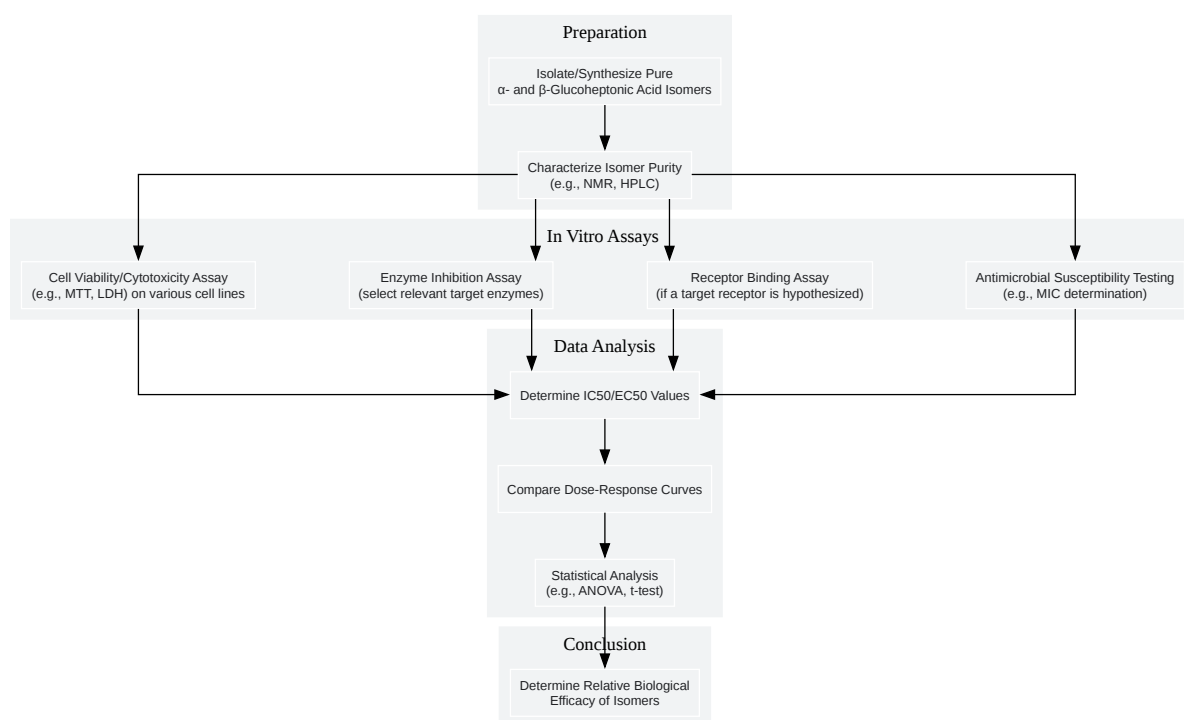 Preparation
Isolate/Synthesize Pure
α- and β-Glucoheptonic Acid Isomers
Characterize Isomer Purity
(e.g., NMR, HPLC)
In Vitro Assays
Cell Viability/Cytotoxicity Assay
(e.g., MTT, LDH) on various cell lines
Enzyme Inhibition Assay
(select relevant target enzymes)
Receptor Binding Assay
(if a target receptor is hypothesized)
Antimicrobial Susceptibility Testing
(e.g., MIC determination)
Data Analysis
Determine IC50/EC50 Values
Compare Dose-Response Curves
Statistical Analysis
(e.g., ANOVA, t-test)
Conclusion
Determine Relative Biological
Efficacy of Isomers